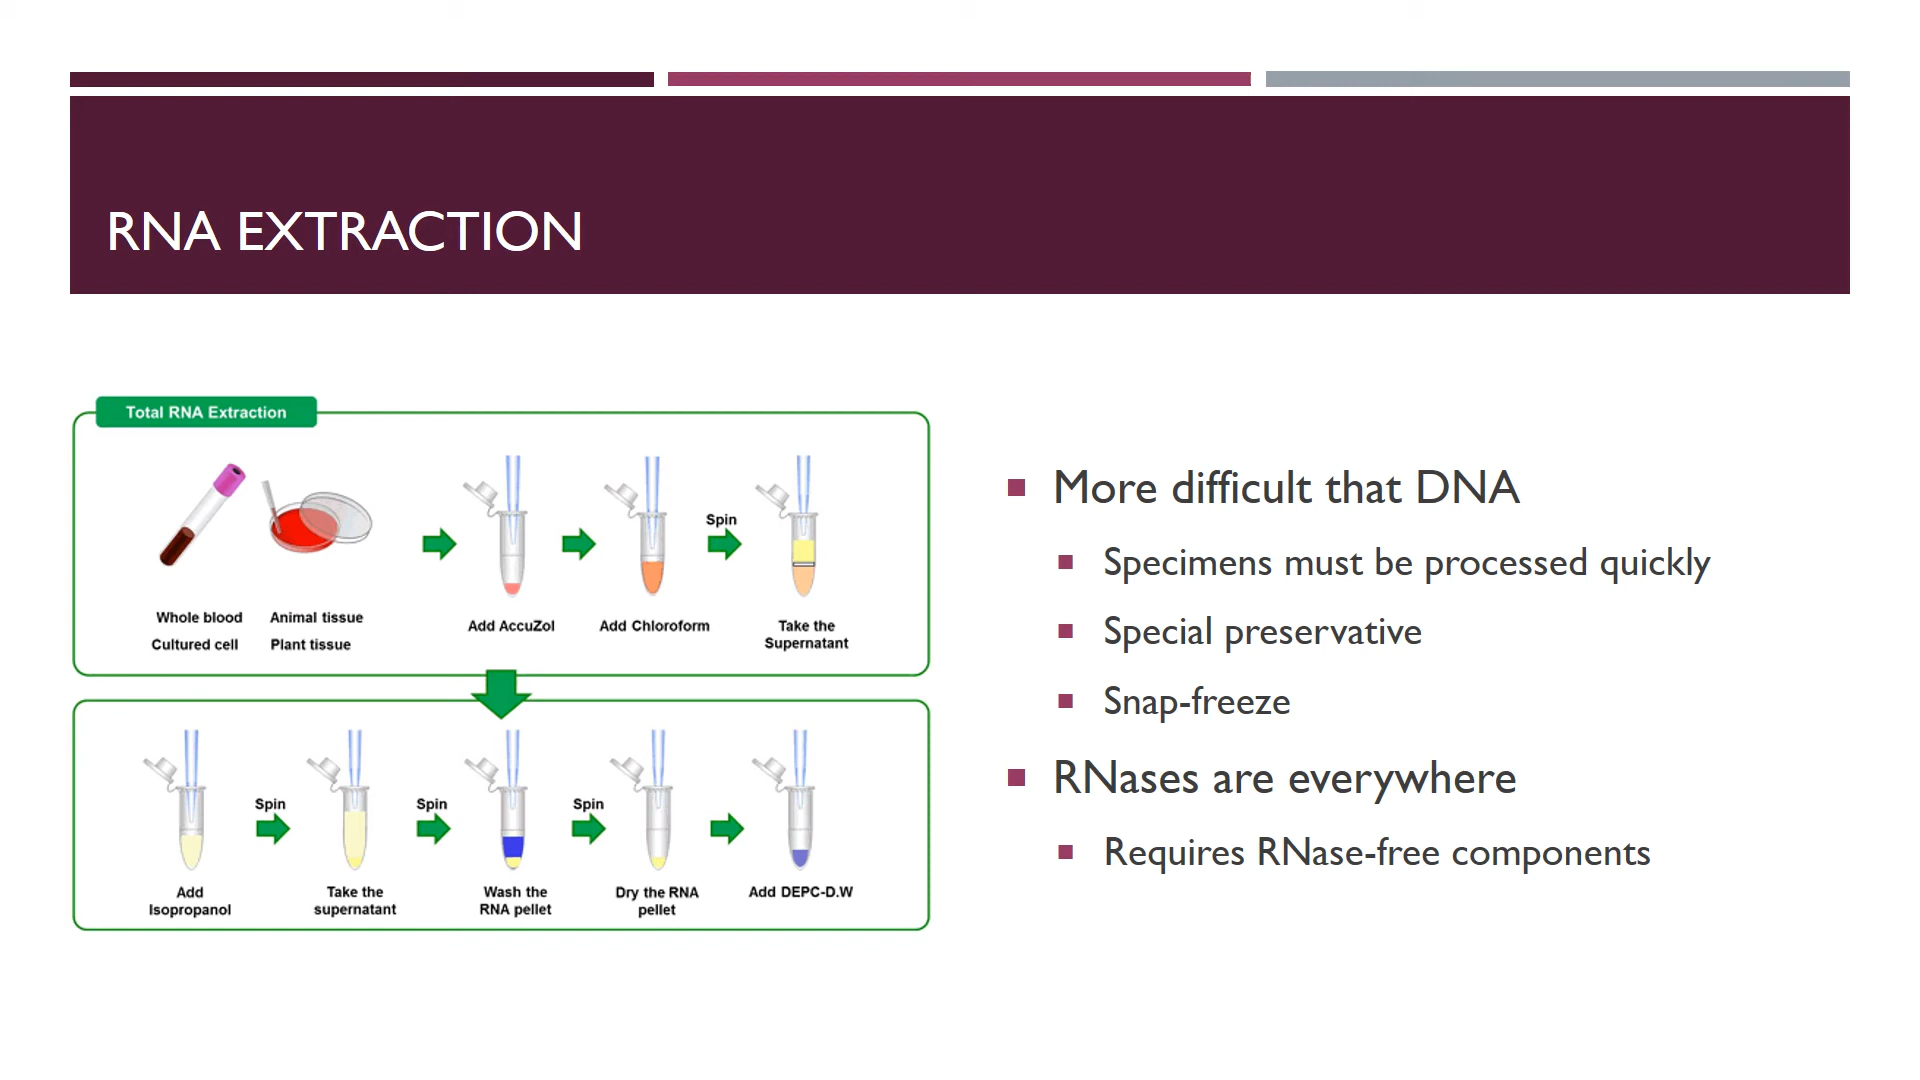 RNA EXTRACTION
Total RNA Extraction
Whole blood
Animal tissue
Cultured cell
Plant tissue
Add AccuZol
Add Chloroform
Spin
Take the
Supernatant
Add
Isopropanol
Spin
Take the
supernatant
Spin
Wash the
RNA pellet
Spin
Dry the RNA
pellet
Add DEPC-D.W
More difficult that DNA
Specimens must be processed quickly
Special preservative
Snap-freeze
RNases are everywhere
Requires RNase-free components